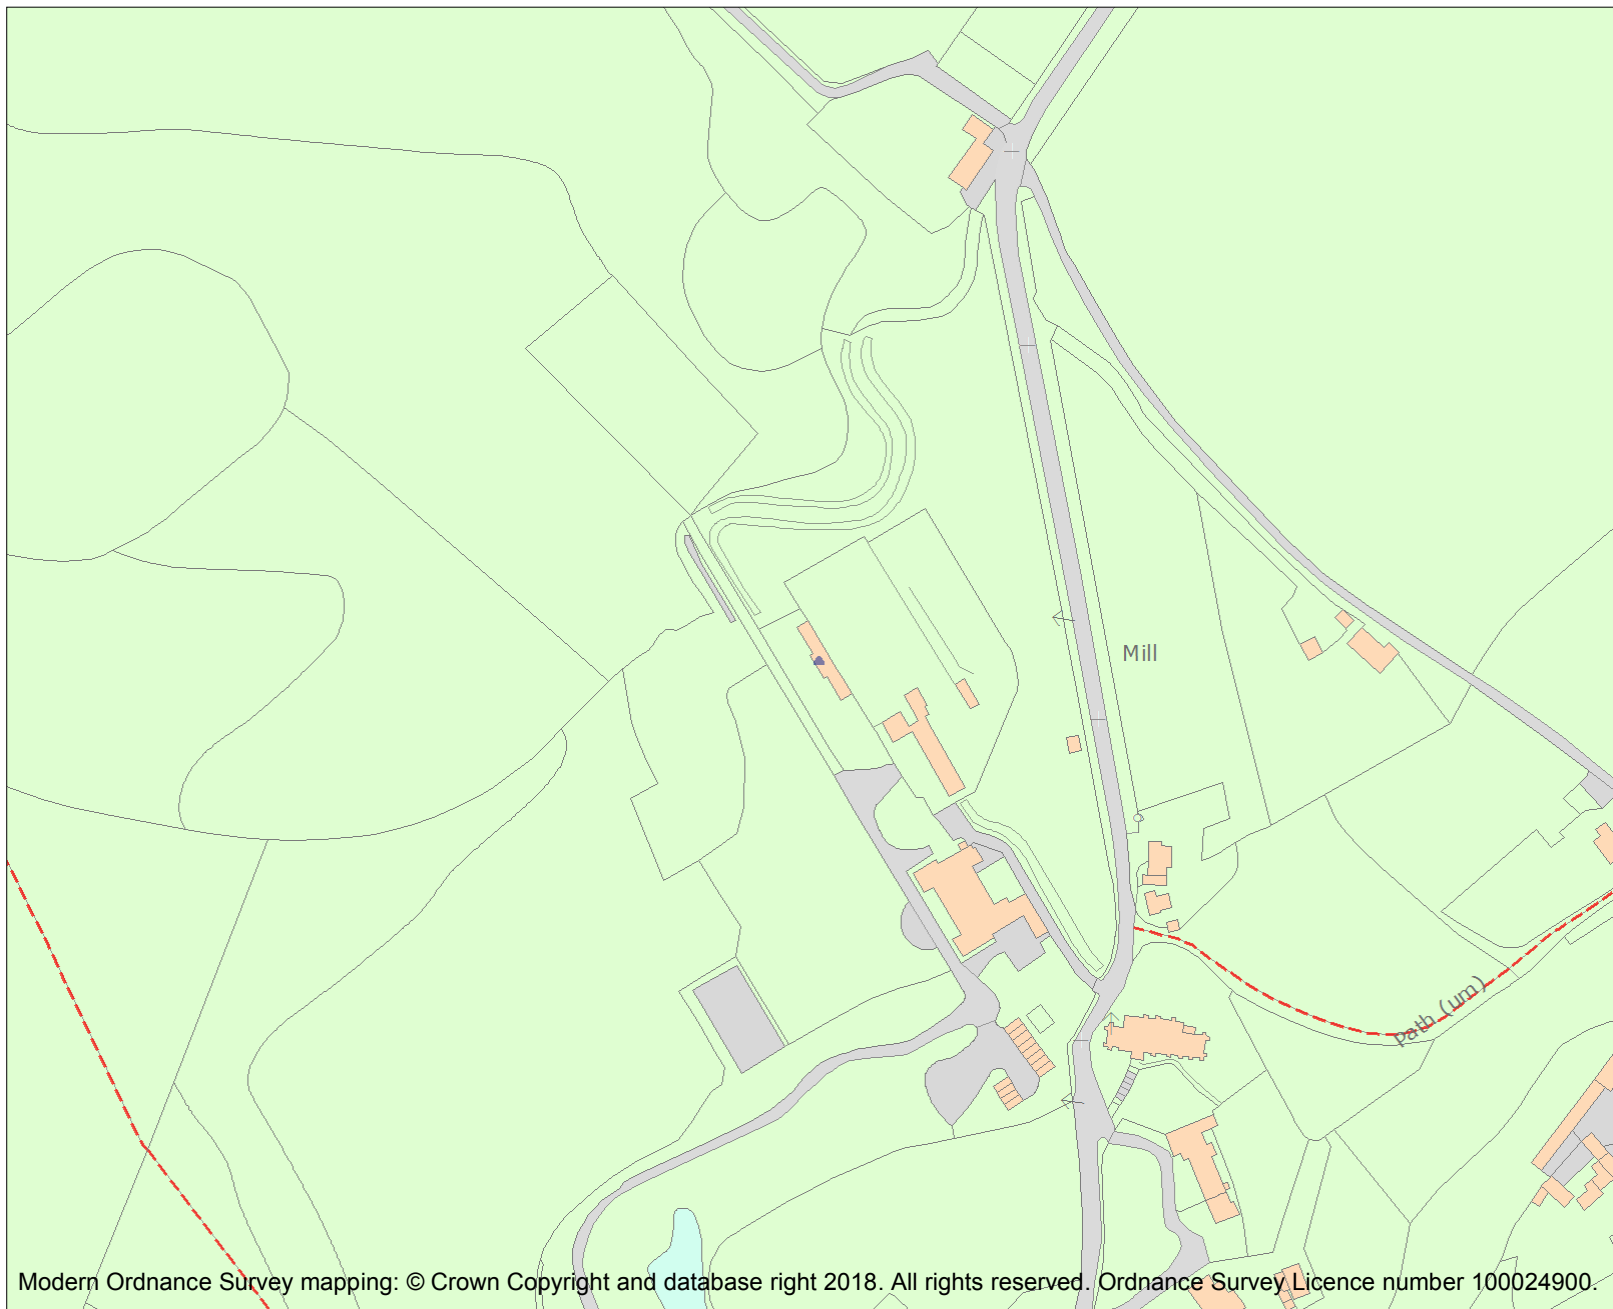 Mill
Path (um)
Modern Ordnance Survey mapping: © Crown Copyright and database right 2018. All rights reserved. Ordnance Survey Licence number 100024900.